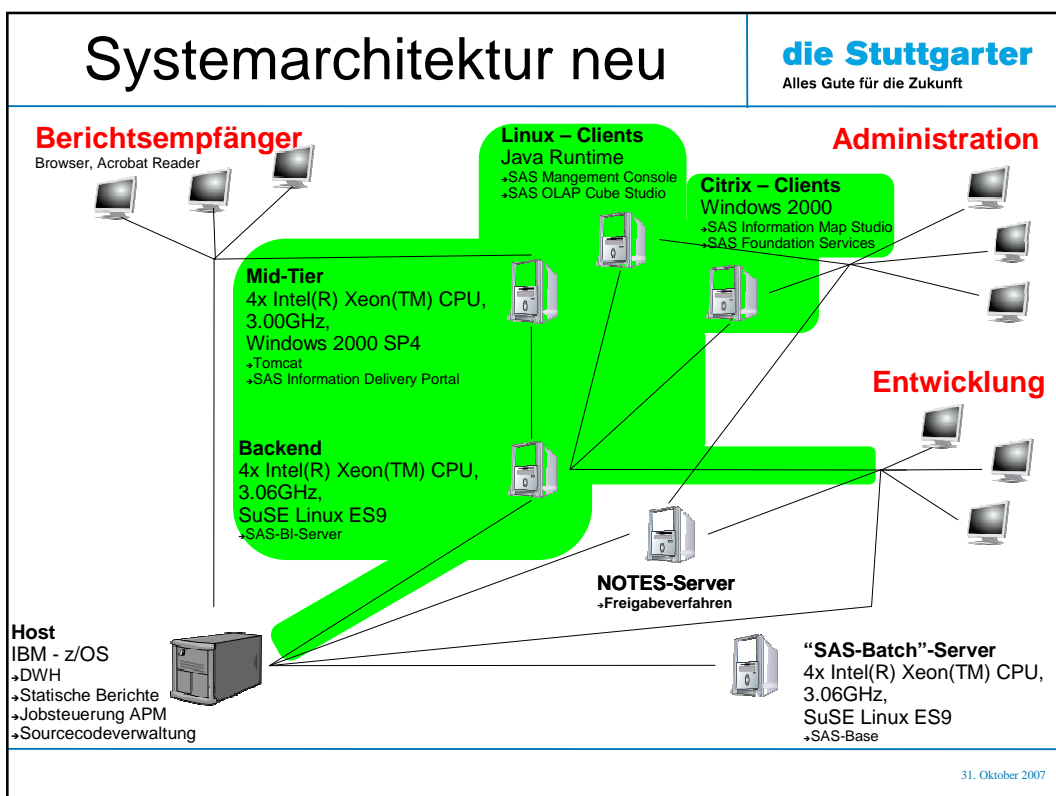 Systemarchitektur neu
die Stuttgarter
Alles Gute für die Zukunft
Berichtsempfänger
Browser, Acrobat Reader
Linux – Clients
Java Runtime
→SAS Mangement Console
→SAS OLAP Cube Studio
Administration
Citrix – Clients
Windows 2000
→SAS Information Map Studio
→SAS Foundation Services
Mid-Tier
4x Intel(R) Xeon(TM) CPU,
3.00GHz,
Windows 2000 SP4
→Tomcat
→SAS Information Delivery Portal
Entwicklung
Backend
4x Intel(R) Xeon(TM) CPU,
3.06GHz,
SuSE Linux ES9
→SAS-BI-Server
NOTES-Server
→Freigabeverfahren
Host
IBM - z/OS
→DWH
→Statische Berichte
→Jobsteuerung APM
→Sourcecodeverwaltung
“SAS-Batch”-Server
4x Intel(R) Xeon(TM) CPU,
3.06GHz,
SuSE Linux ES9
→SAS-Base
31. Oktober 2007